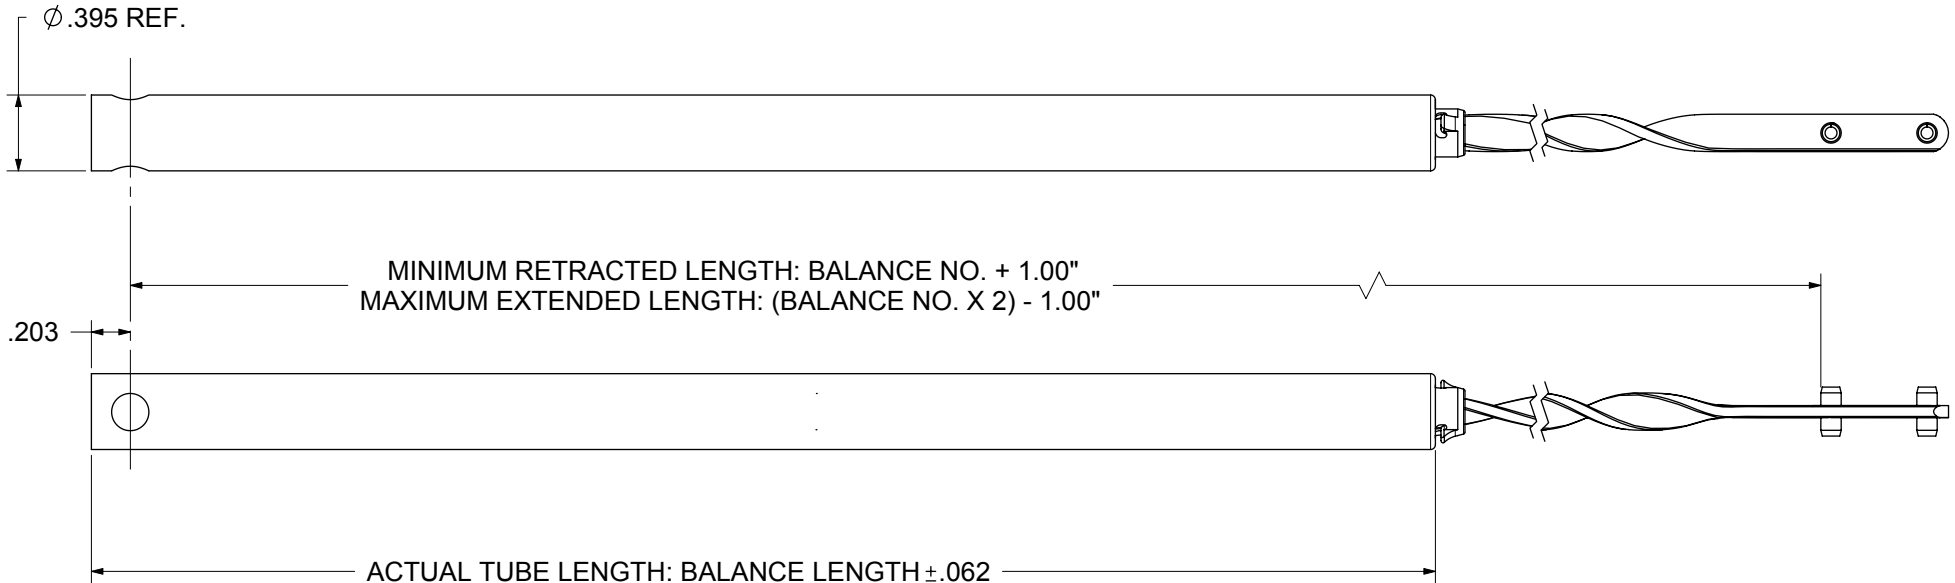 ⌀.395 REF.
MINIMUM RETRACTED LENGTH: BALANCE NO. + 1.00"
MAXIMUM EXTENDED LENGTH: (BALANCE NO. X 2) - 1.00"
.203
ACTUAL TUBE LENGTH: BALANCE LENGTH ±.062